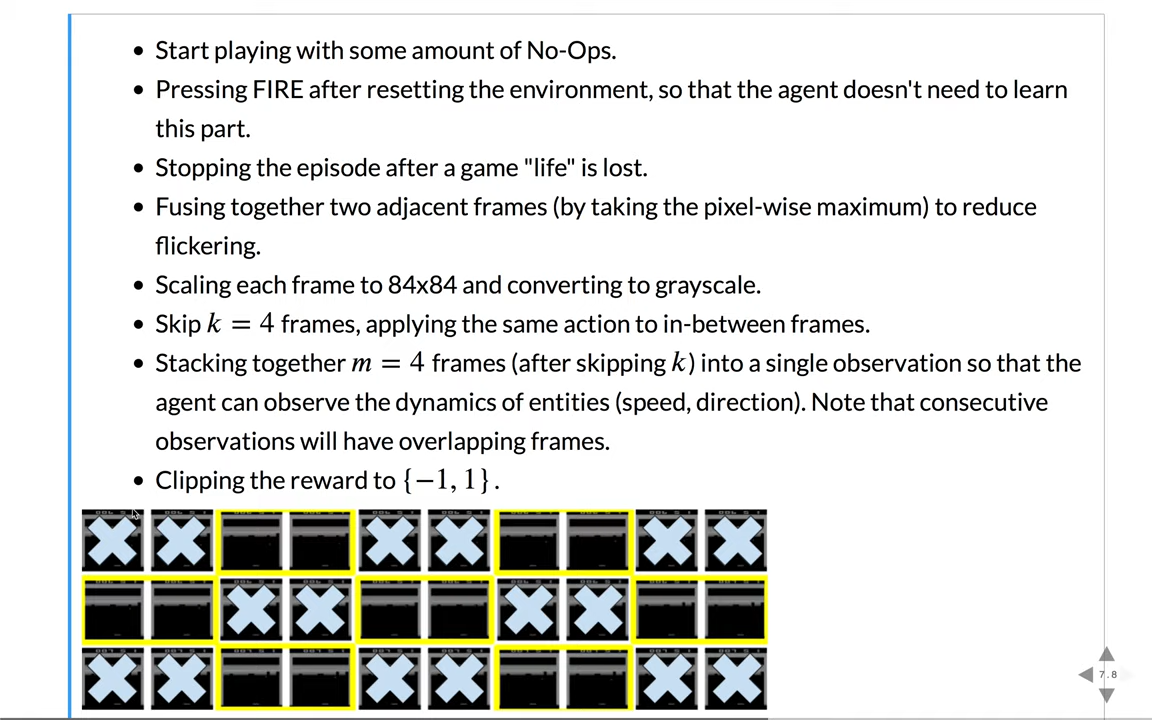 • Start playing with some amount of No-Ops.
• Pressing FIRE after resetting the environment, so that the agent doesn't need to learn
this part.
• Stopping the episode after a game "life" is lost.
• Fusing together two adjacent frames (by taking the pixel-wise maximum) to reduce
flickering.
• Scaling each frame to 84x84 and converting to grayscale.
• Skip k = 4 frames, applying the same action to in-between frames.
• Stacking together m = 4 frames (after skipping k) into a single observation so that the
agent can observe the dynamics of entities (speed, direction). Note that consecutive
observations will have overlapping frames.
• Clipping the reward to {−1, 1}.
7.8